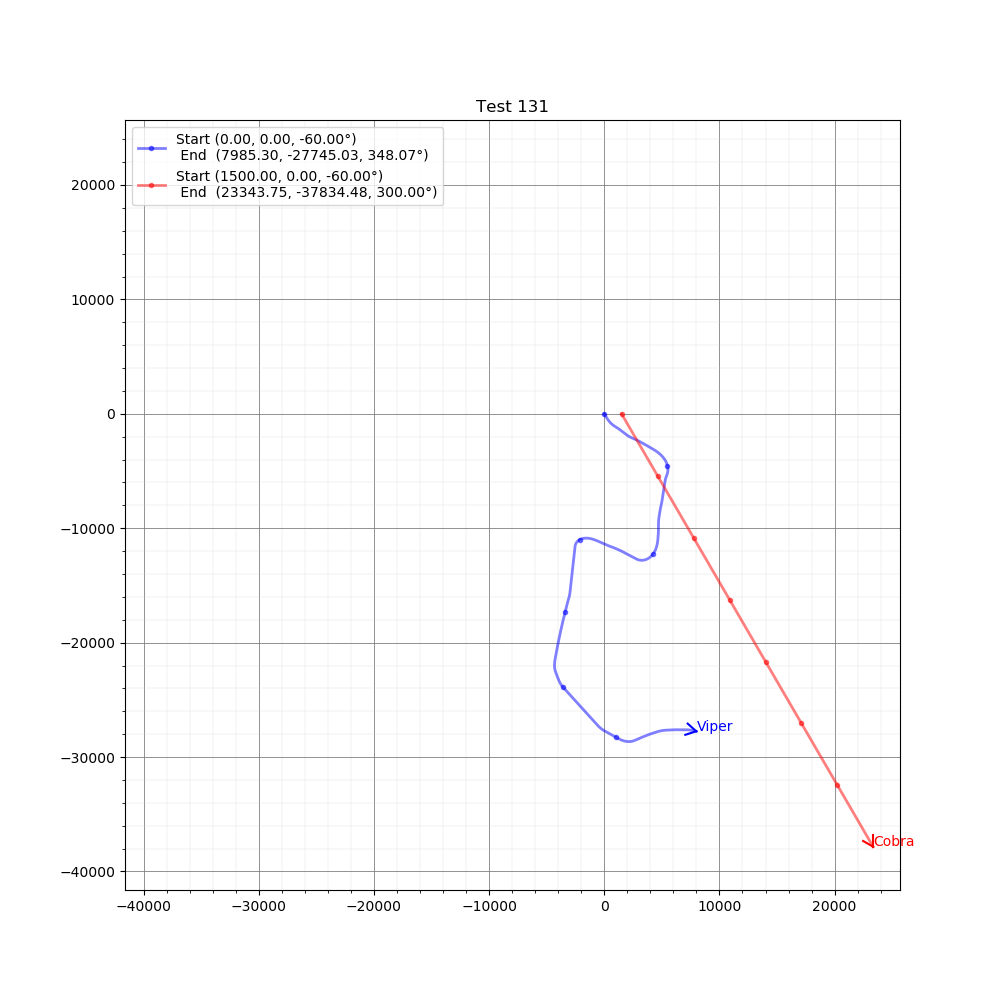 Test 131
Start (0.00, 0.00, -60.00°)
End  (7985.30, -27745.03, 348.07°)
Start (1500.00, 0.00, -60.00°)
End  (23343.75, -37834.48, 300.00°)
20000
10000
0
−10000
−20000
−30000
−40000
Viper
Cobra
−40000
−30000
−20000
−10000
0
10000
20000